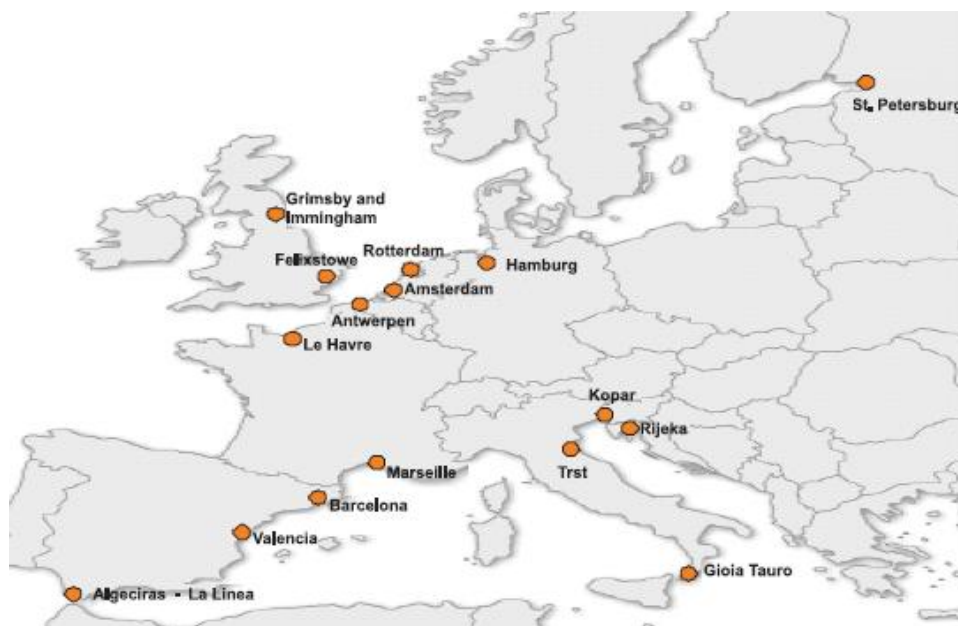 St. Petersburg
Grimsby and
Immingham
Rotterdam
Felixstowe
Hamburg
Amsterdam
Antwerpen
Le Havre
Kopar
Rijeka
Marseille
Trst
Barcelona
Valencia
Gioia Tauro
Algeciras - La Linea